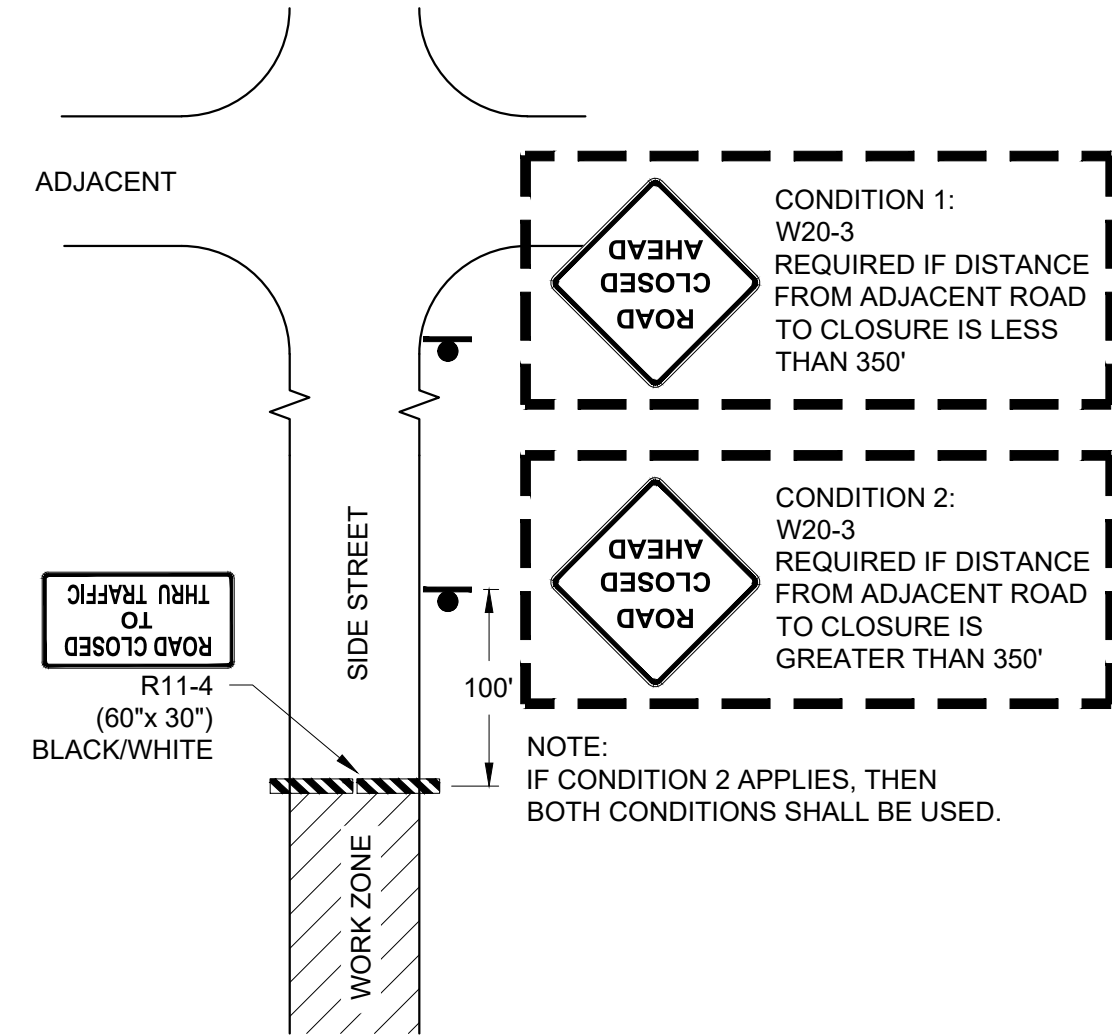 ADJACENT
ROAD
CLOSED
AHEAD
CONDITION 1:
W20-3
REQUIRED IF DISTANCE
FROM ADJACENT ROAD
TO CLOSURE IS LESS
THAN 350'
ROAD
CLOSED
AHEAD
CONDITION 2:
W20-3
REQUIRED IF DISTANCE
FROM ADJACENT ROAD
TO CLOSURE IS
GREATER THAN 350'
SIDE STREET
ROAD CLOSED
TO
THRU TRAFFIC
R11-4
(60"x 30")
BLACK/WHITE
100'
NOTE:
IF CONDITION 2 APPLIES, THEN
BOTH CONDITIONS SHALL BE USED.
WORK ZONE